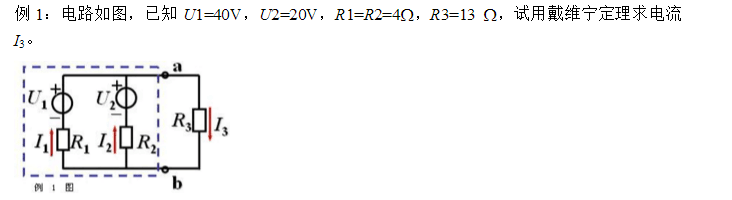 例 1：电路如图，已知 U1=40V，U2=20V，R1=R2=4Ω，R3=13 Ω，试用戴维宁定理求电流
I3。
a
U1
+
−
U2
+
−
R3
I3
I1
R1
I2
R2
b
例 1 图